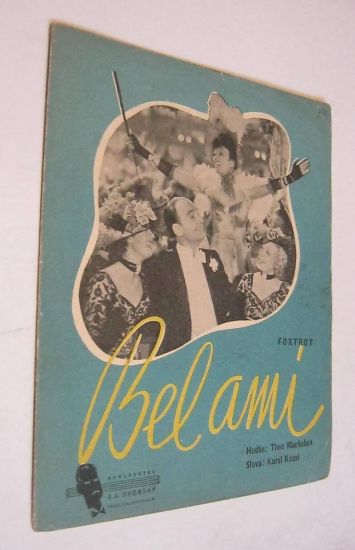 FOXTROT
Bel ami
Hudba: Theo Mackeben
Slova: Karel Kozel
NAKLADATEL
R.A. DVORSKÝ